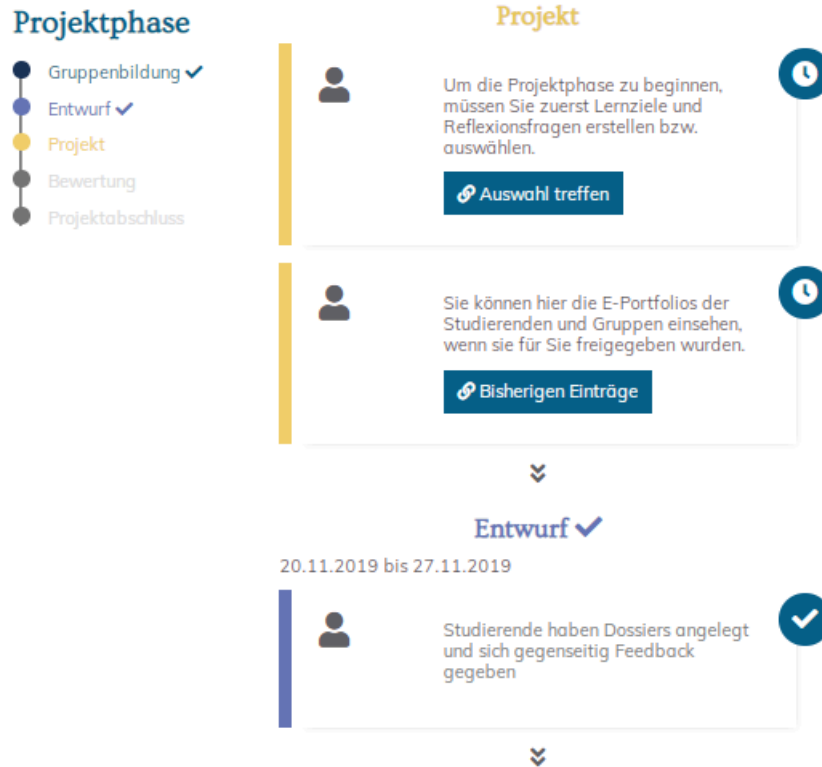 Projektphase
Gruppenbildung
Entwurf
Projekt
Bewertung
Projektabschluss
Projekt
Um die Projektphase zu beginnen,
müssen Sie zuerst Lernziele und
Reflexionsfragen erstellen bzw.
auswählen.
Auswahl treffen
Sie können hier die E-Portfolios der
Studierenden und Gruppen einsehen,
wenn sie für Sie freigegeben wurden.
Bisherigen Einträge
Entwurf
20.11.2019 bis 27.11.2019
Studierende haben Dossiers angelegt
und sich gegenseitig Feedback
gegeben